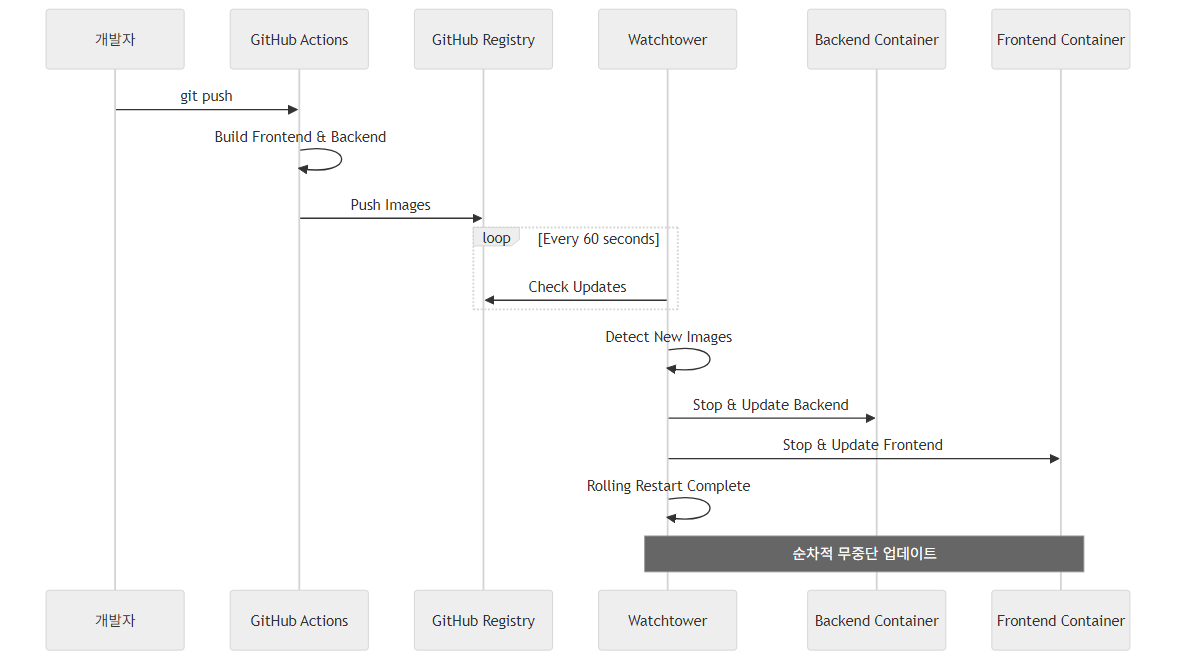 개발자
GitHub Actions
GitHub Registry
Watchtower
Backend Container
Frontend Container
git push
Build Frontend & Backend
Push Images
loop
[Every 60 seconds]
Check Updates
Detect New Images
Stop & Update Backend
Stop & Update Frontend
Rolling Restart Complete
순차적 무중단 업데이트
개발자
GitHub Actions
GitHub Registry
Watchtower
Backend Container
Frontend Container